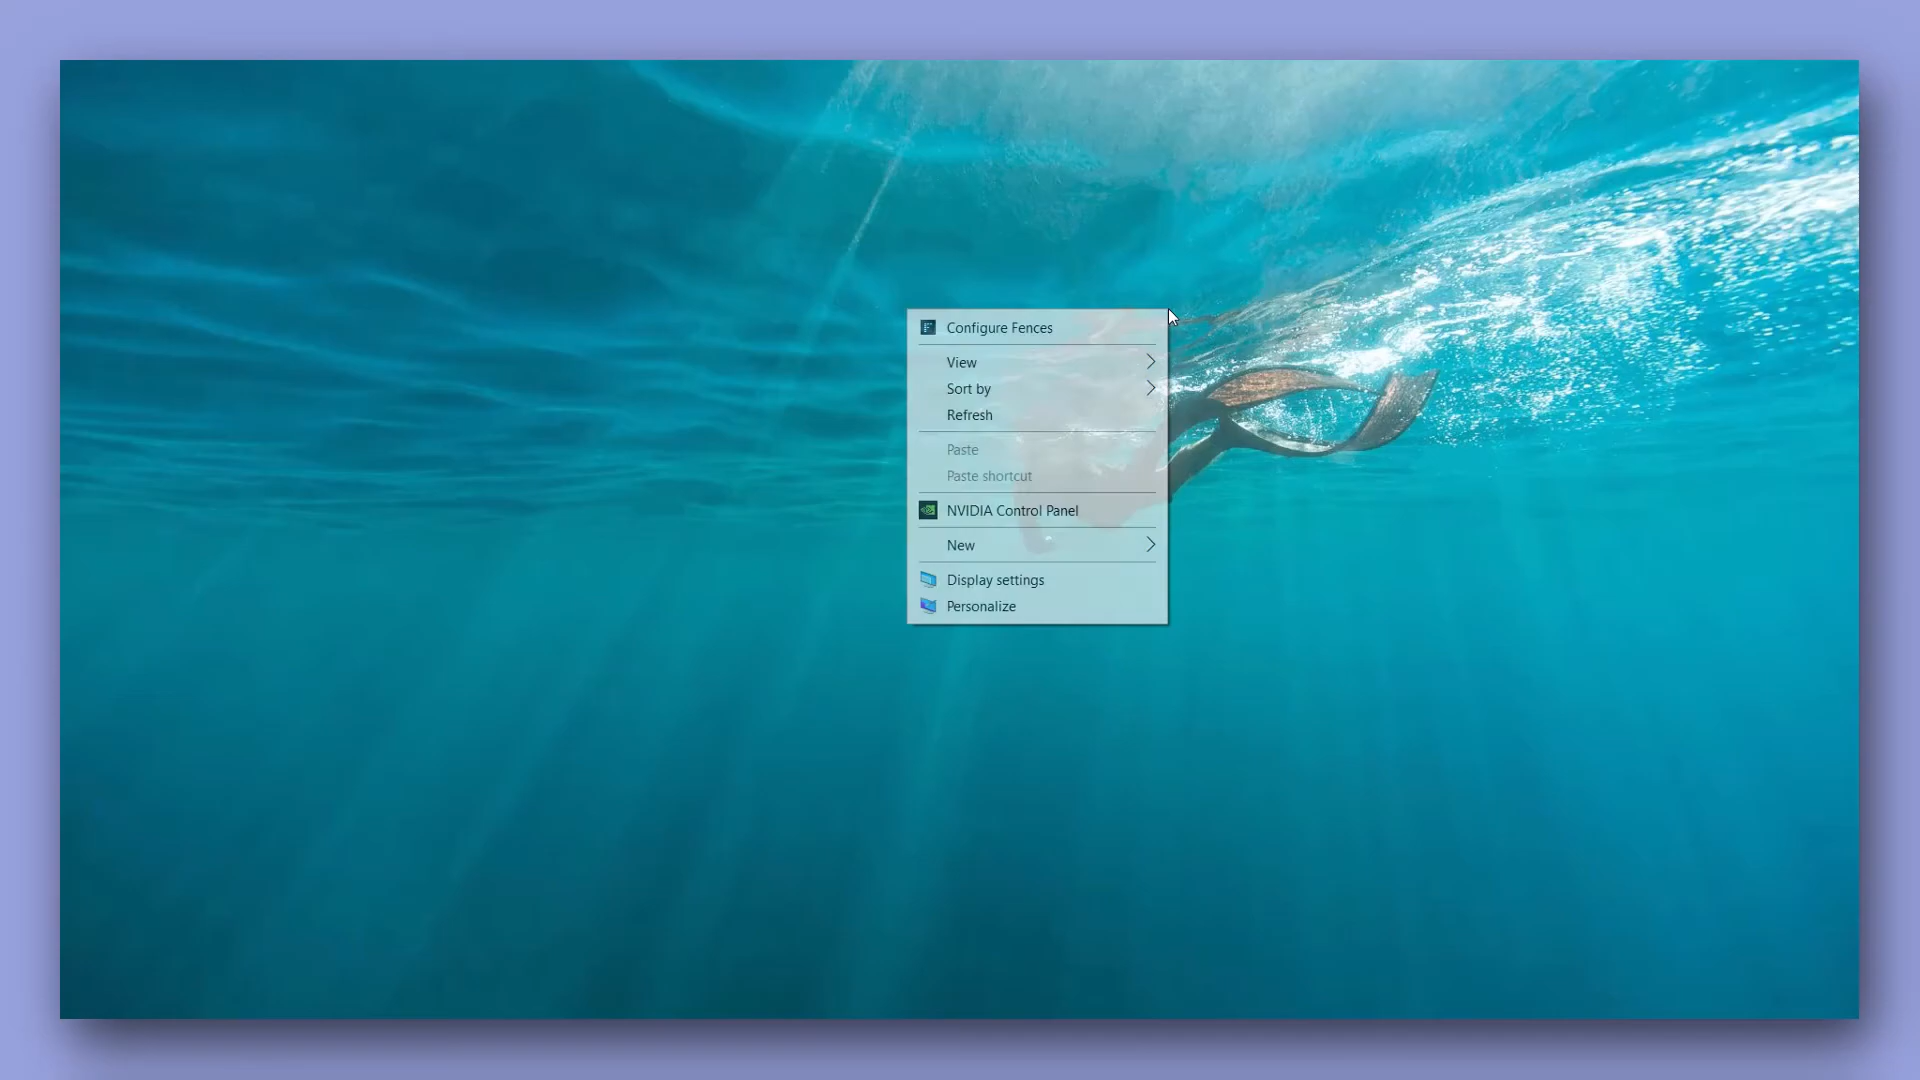 Configure Fences
View
Sort by
Refresh
Paste
Paste shortcut
NVIDIA Control Panel
New
Display settings
Personalize